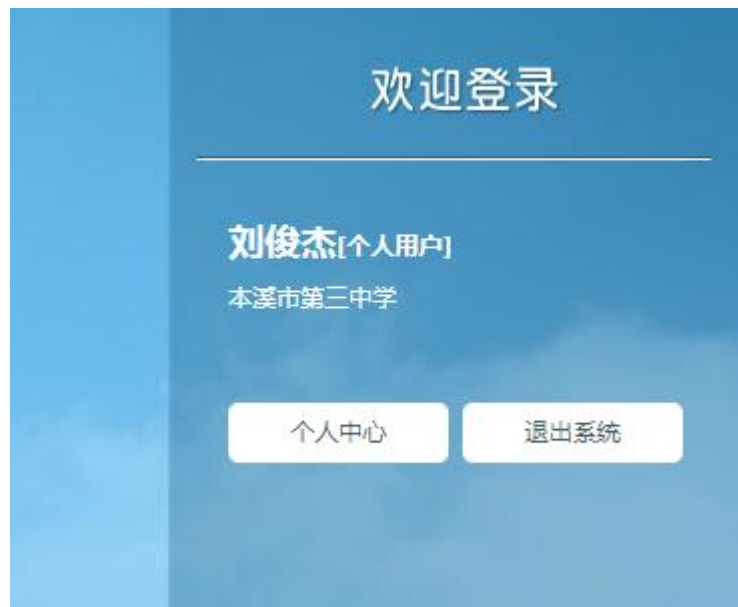 欢迎登录
刘俊杰[个人用户]
本溪市第三中学
个人中心
退出系统